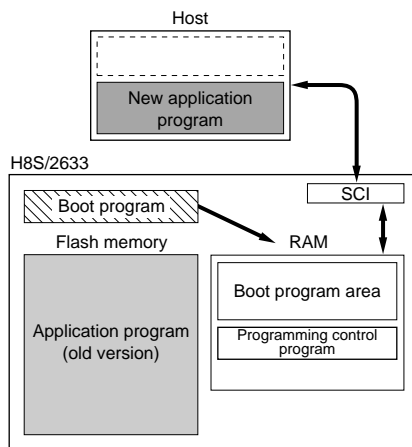 Host
New application
program
H8S/2633
SCI
Boot program
Flash memory
RAM
Application program
(old version)
Boot program area
Programming control
program